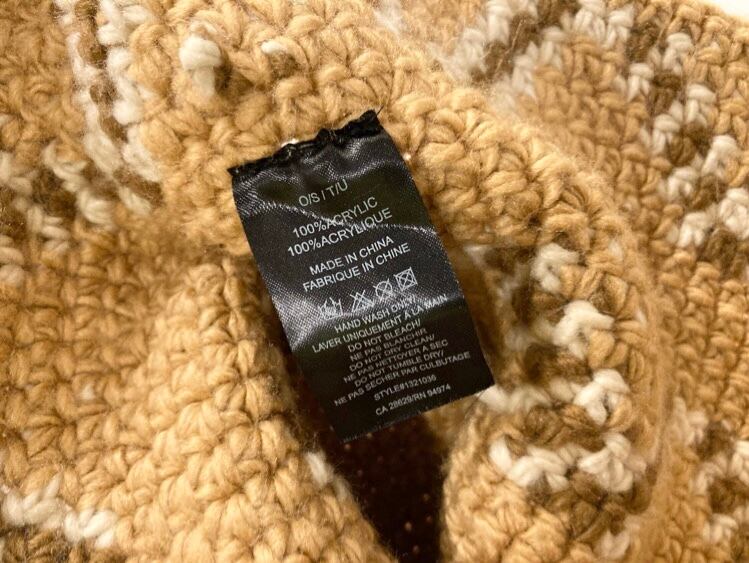 O/S | T/U
100%ACRYLIC
100%ACRYLIQUE
MADE IN CHINA
FABRIQUE IN CHINA
HAND WASH ONLY/
LAVER UNIQUEMENT À LA MAIN
DO NOT BLEACH/
NE PAS BLANCHIR
DO NOT DRY CLEAN/
NE PAS NETTOYER A SEC
DO NOT TUMBLE DRY/
NE PAS SECHER PAR CULBUTAGE
STYLE#1321036
CA 28629/RN 94974